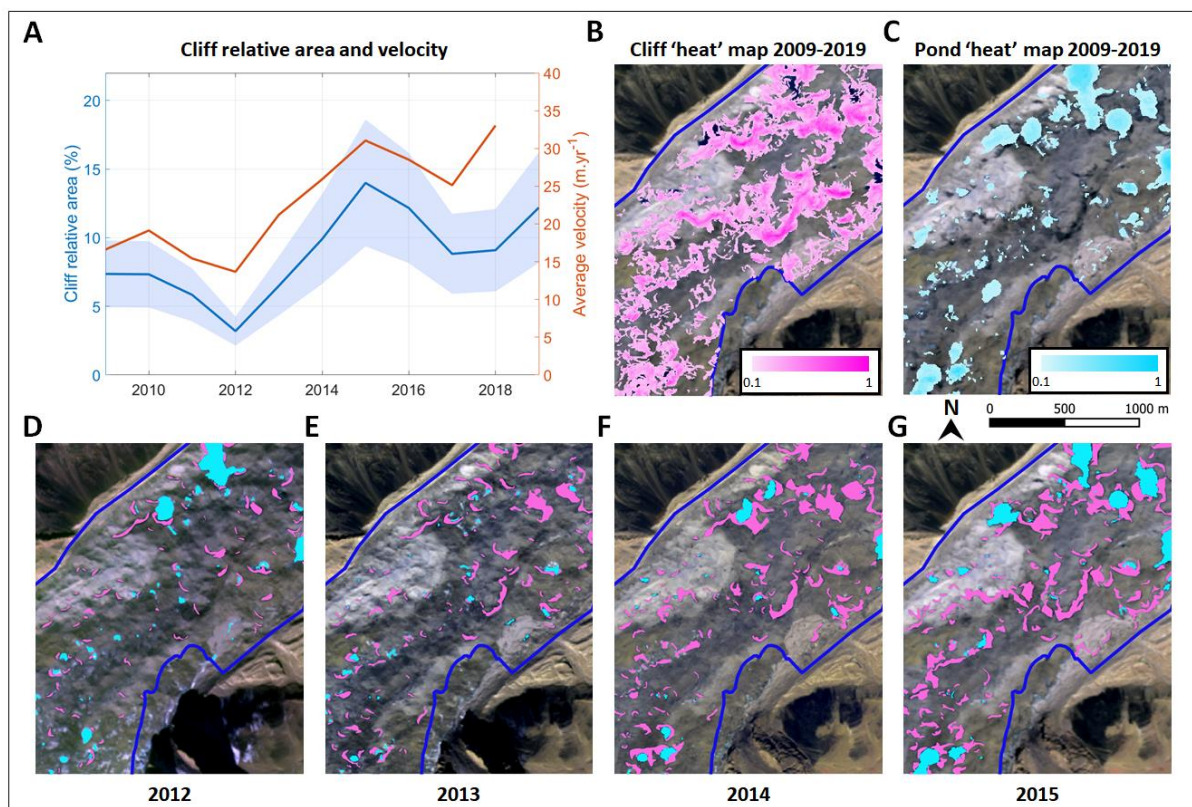 A
Cliff relative area and velocity
Cliff relative area (%)
20
15
10
5
0
2010
2012
2014
2016
2018
40
35
30
25
20
15
10
5
0
Average velocity (m.yr⁻¹)
B
Cliff ‘heat’ map 2009-2019
0.1
1
C
Pond ‘heat’ map 2009-2019
0.1
1
N
0
500
1000 m
D
2012
E
2013
F
2014
G
2015